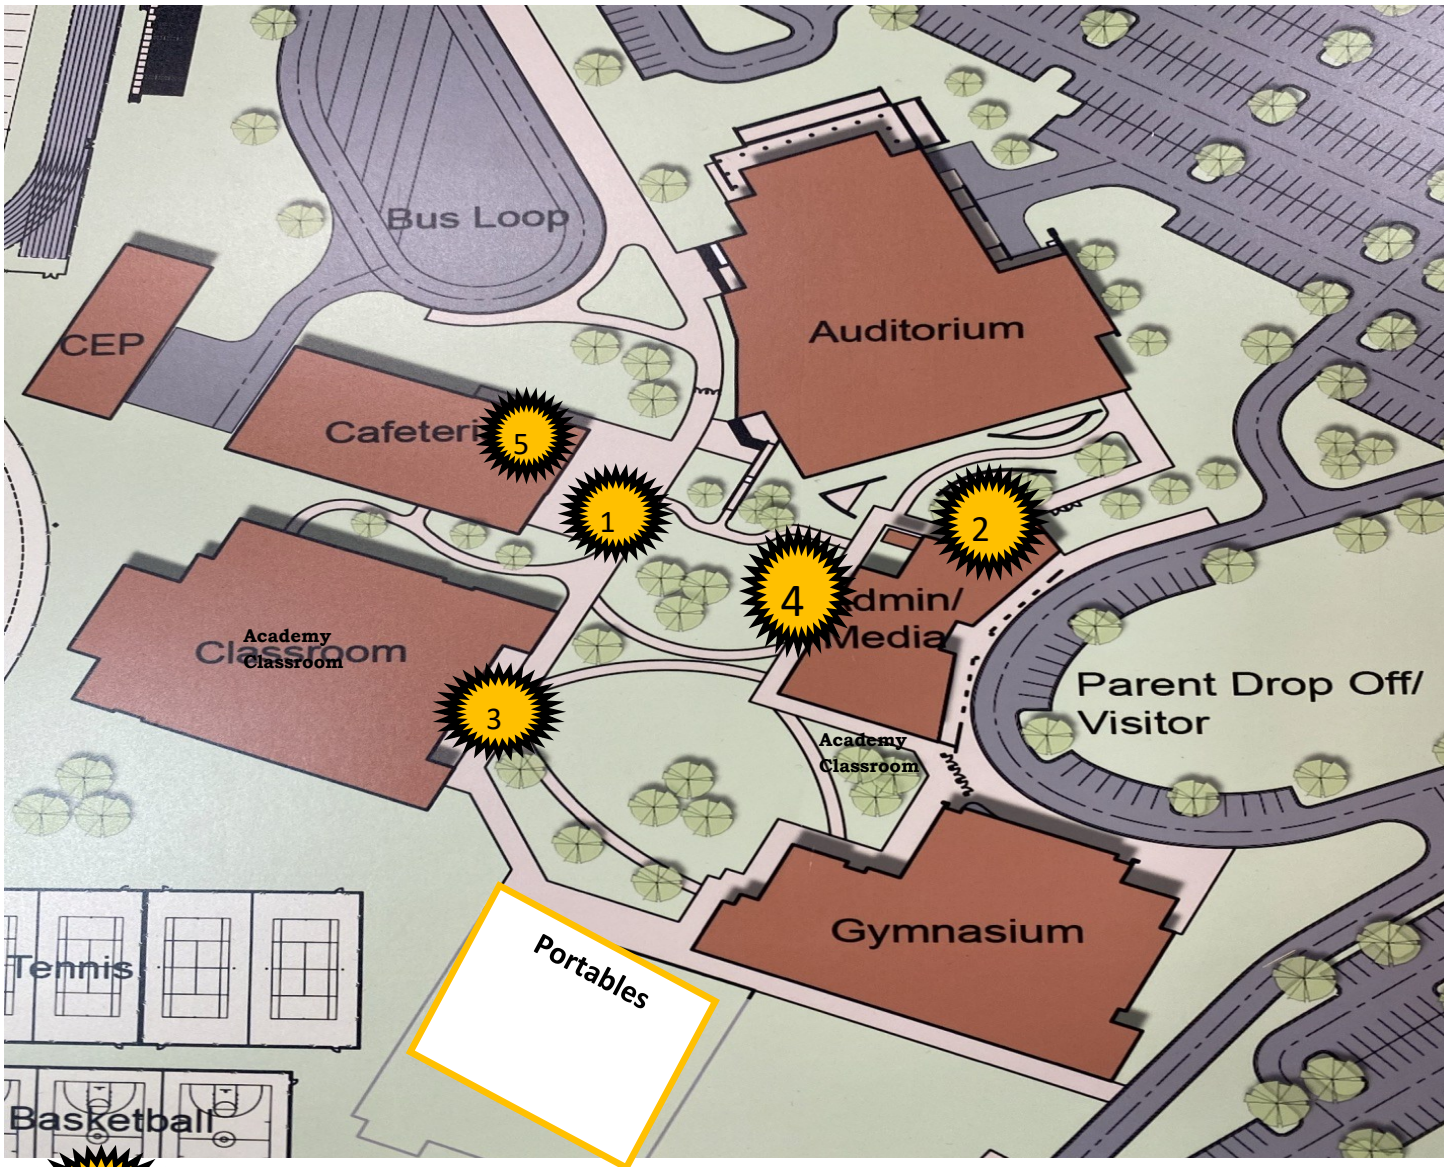 Bus Loop
Auditorium
CEP
Cafeteri
5
1
2
4
Admin/
Media
Academy
Classroom
Classroom
3
Parent Drop Off/
Visitor
Academy
Classroom
Gymnasium
Portables
Tennis
Basketball